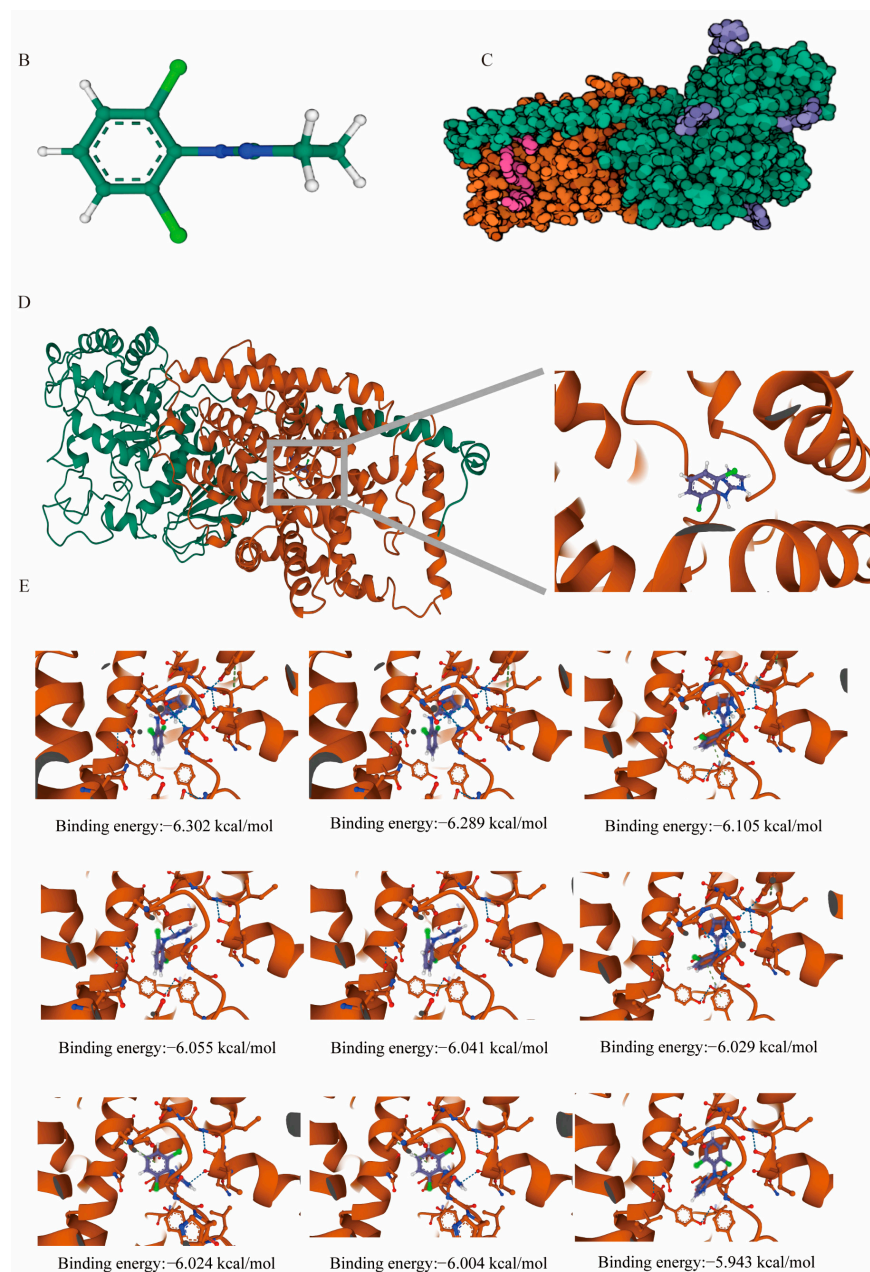 B
C
D
E
Binding energy:−6.302 kcal/mol
Binding energy:−6.289 kcal/mol
Binding energy:−6.105 kcal/mol
Binding energy:−6.055 kcal/mol
Binding energy:−6.041 kcal/mol
Binding energy:−6.029 kcal/mol
Binding energy:−6.024 kcal/mol
Binding energy:−6.004 kcal/mol
Binding energy:−5.943 kcal/mol